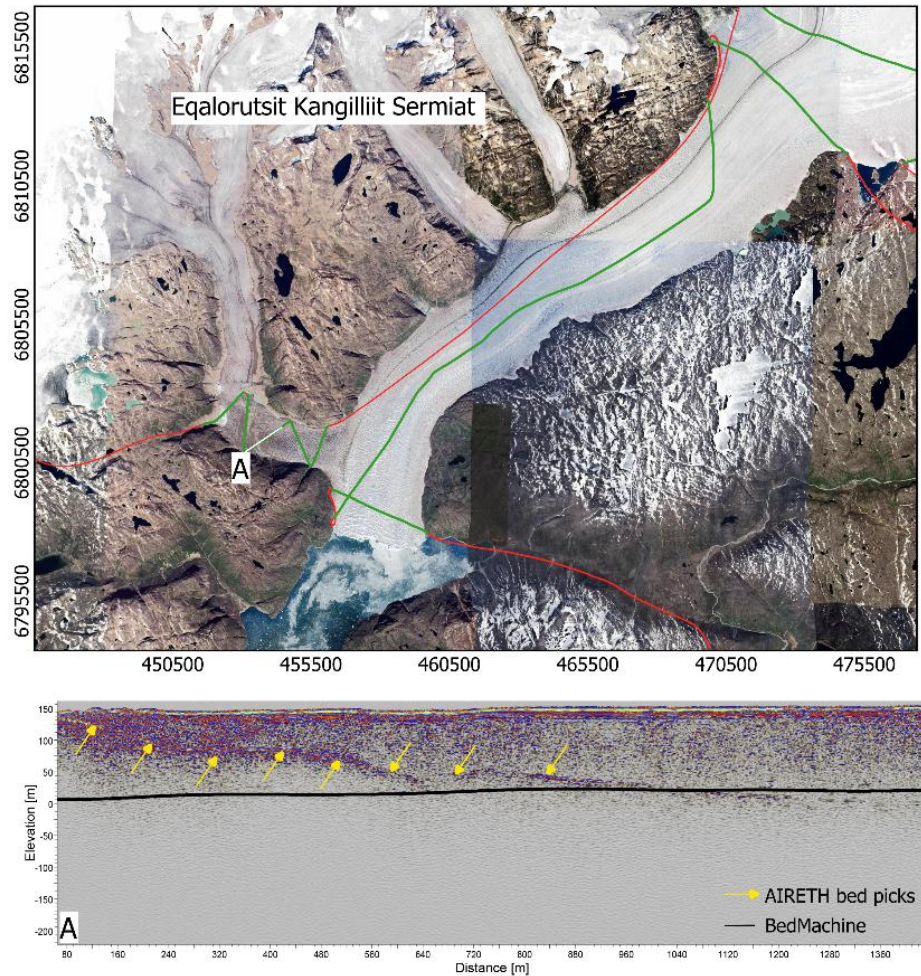 6815500
Eqalorutsit Kangilliit Sermiat
6810500
6805500
6800500
A
6795500
450500 455500 460500 465500 470500 475500
150
100
50
0
-50
-100
-150
-200
Elevation [m]
AIRETH bed picks
BedMachine
A
80 160 240 320 400 480 560 640 720 800 880 960 1040 1120 1200 1280 1380
Distance [m]